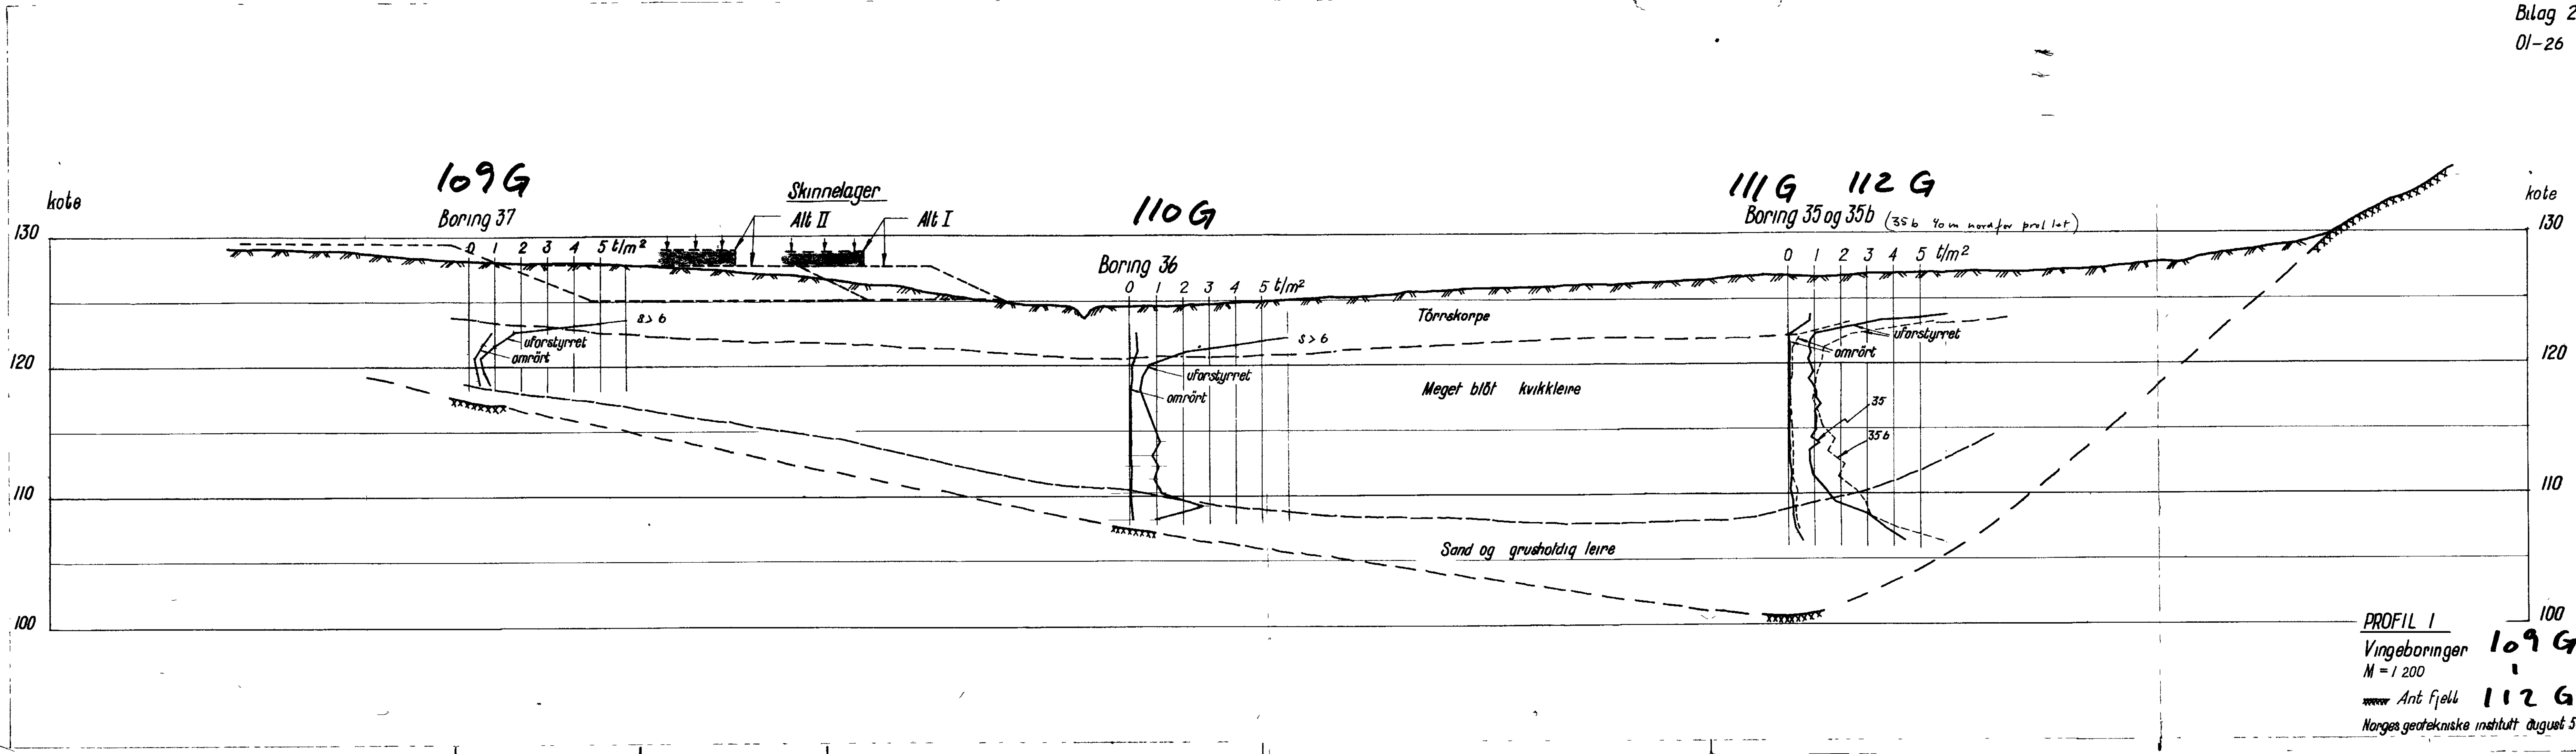 Bilag 2
01-26
109 G
Skinnelager
111 G 112 G
kote
Boring 37
Alt II
Alt I
110 G
Boring 35 og 35b
kote
130
0 1 2 3 4 5 t/m²
Boring 36
0 1 2 3 4 5 t/m²
130
0 1 2 3 4 5 t/m²
s> 6
Törrskorpe
uforstyrret
omrört
s > 6
uforstyrret
omrört
120
uforstyrret
omrört
Meget blöt kvikkleire
35
35 b
120
110
110
Sand og grusholdig leire
100
100
PROFIL 1
Vingeboringer 109 G
M = 1 200
Ant Fjell 112 G
Norges geotekniske institutt august 5